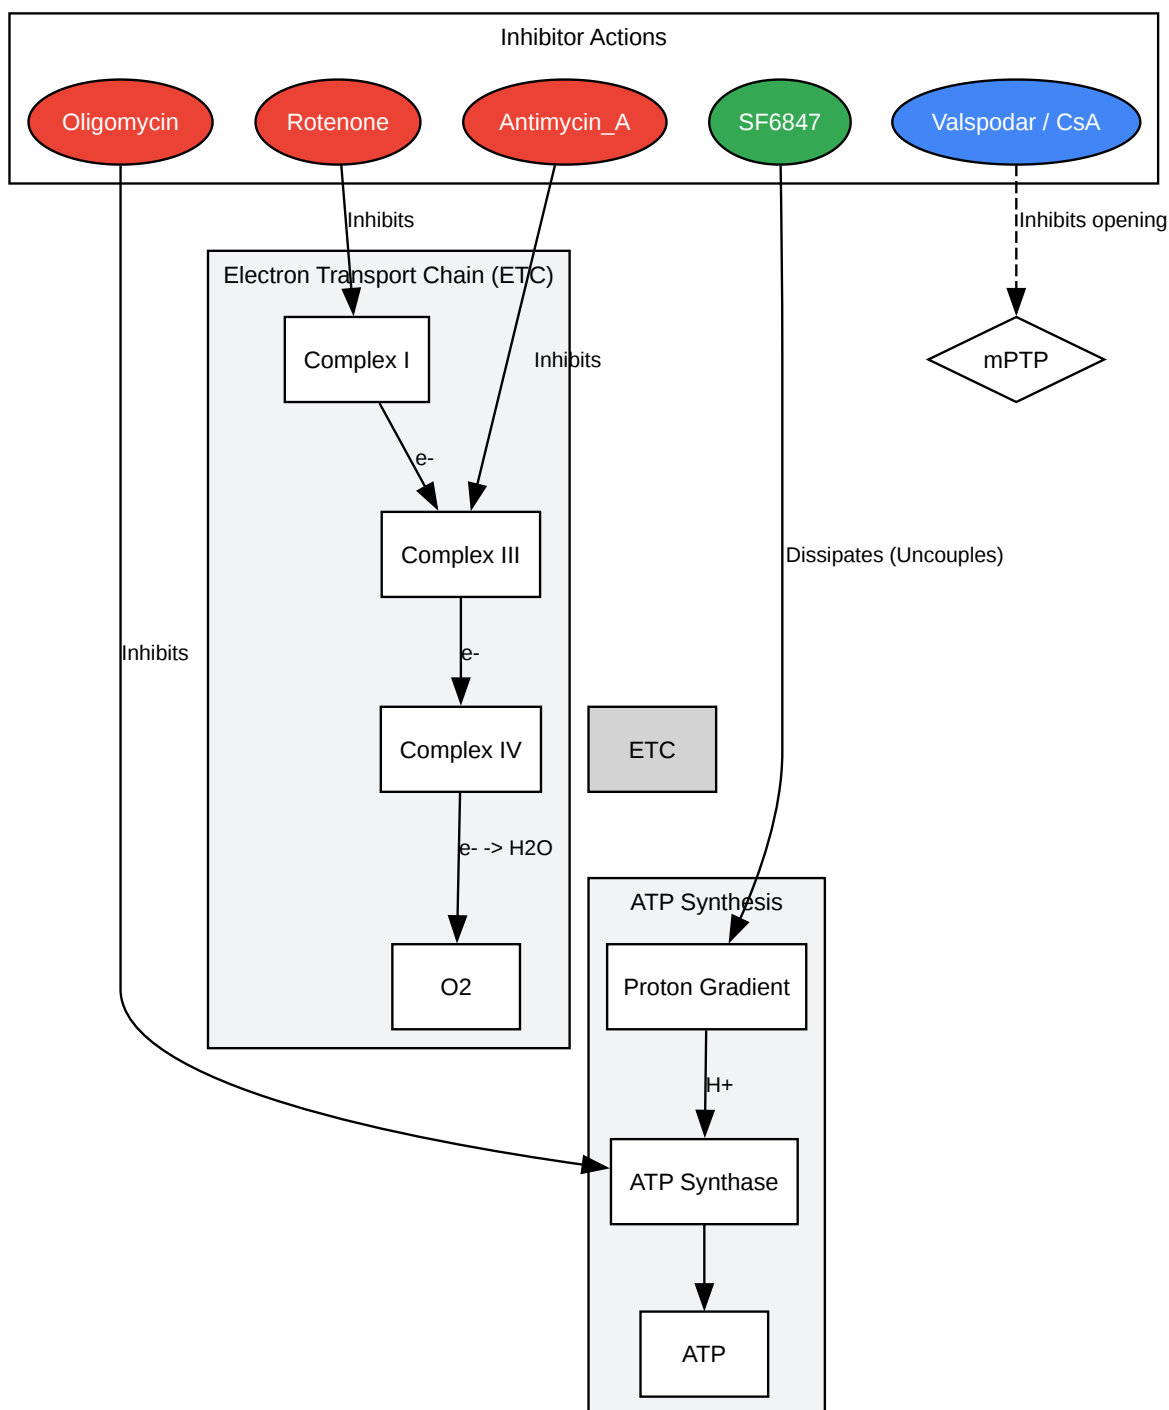 Inhibitor Actions
Oligomycin
Rotenone
Antimycin_A
SF6847
Valspodar / CsA
Inhibits
Inhibits opening
Electron Transport Chain (ETC)
Complex I
Inhibits
mPTP
e-
Complex III
Dissipates (Uncouples)
Inhibits
e-
Complex IV
ETC
e- -> H2O
ATP Synthesis
O2
Proton Gradient
H+
ATP Synthase
ATP